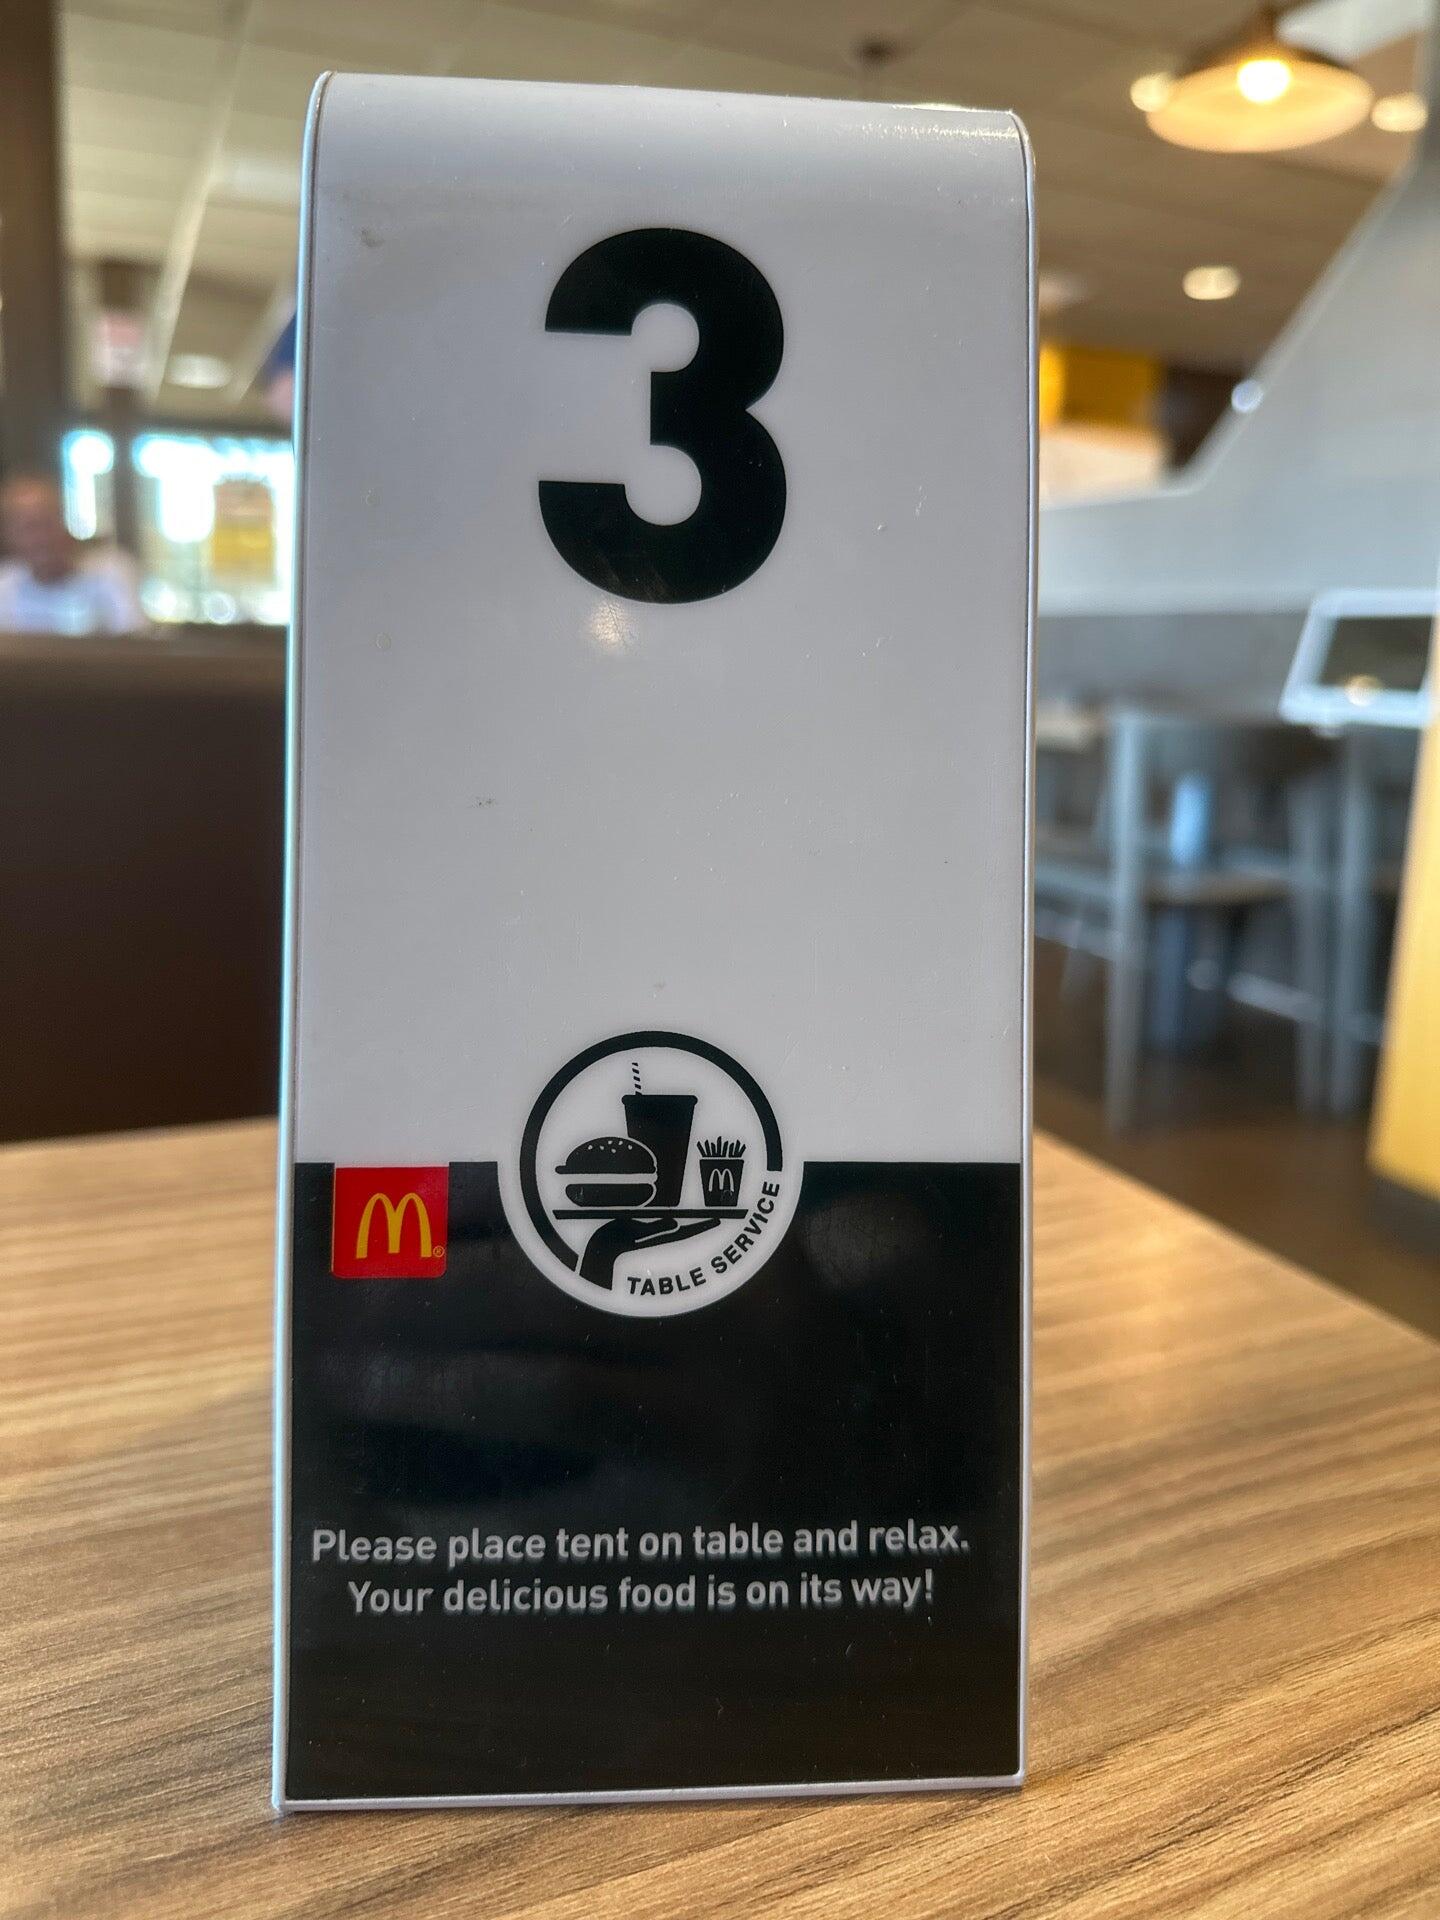 3
TABLE SERVICE
Please place tent on table and relax.
Your delicious food is on its way!